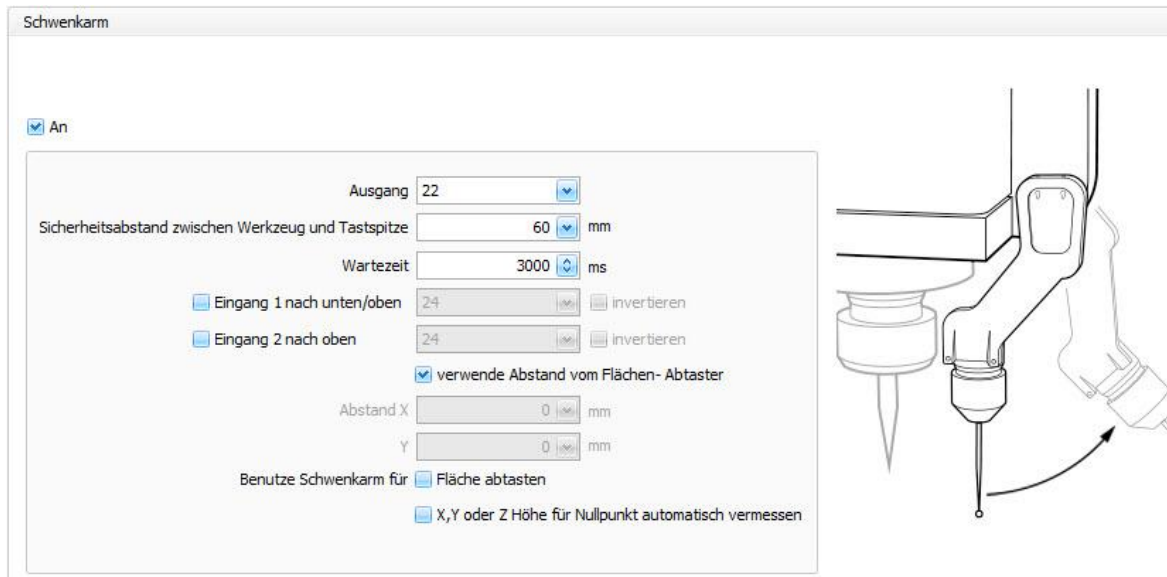 Schwenkarm
An
Ausgang 22
Sicherheitsabstand zwischen Werkzeug und Tastspitze 60 mm
Wartezeit 3000 ms
Eingang 1 nach unten/oben 24 invertieren
Eingang 2 nach oben 24 invertieren
verwende Abstand vom Flächen- Abtaster
Abstand X 0 mm
Y 0 mm
Benutze Schwenkarm für Fläche abtasten
X,Y oder Z Höhe für Nullpunkt automatisch vermessen